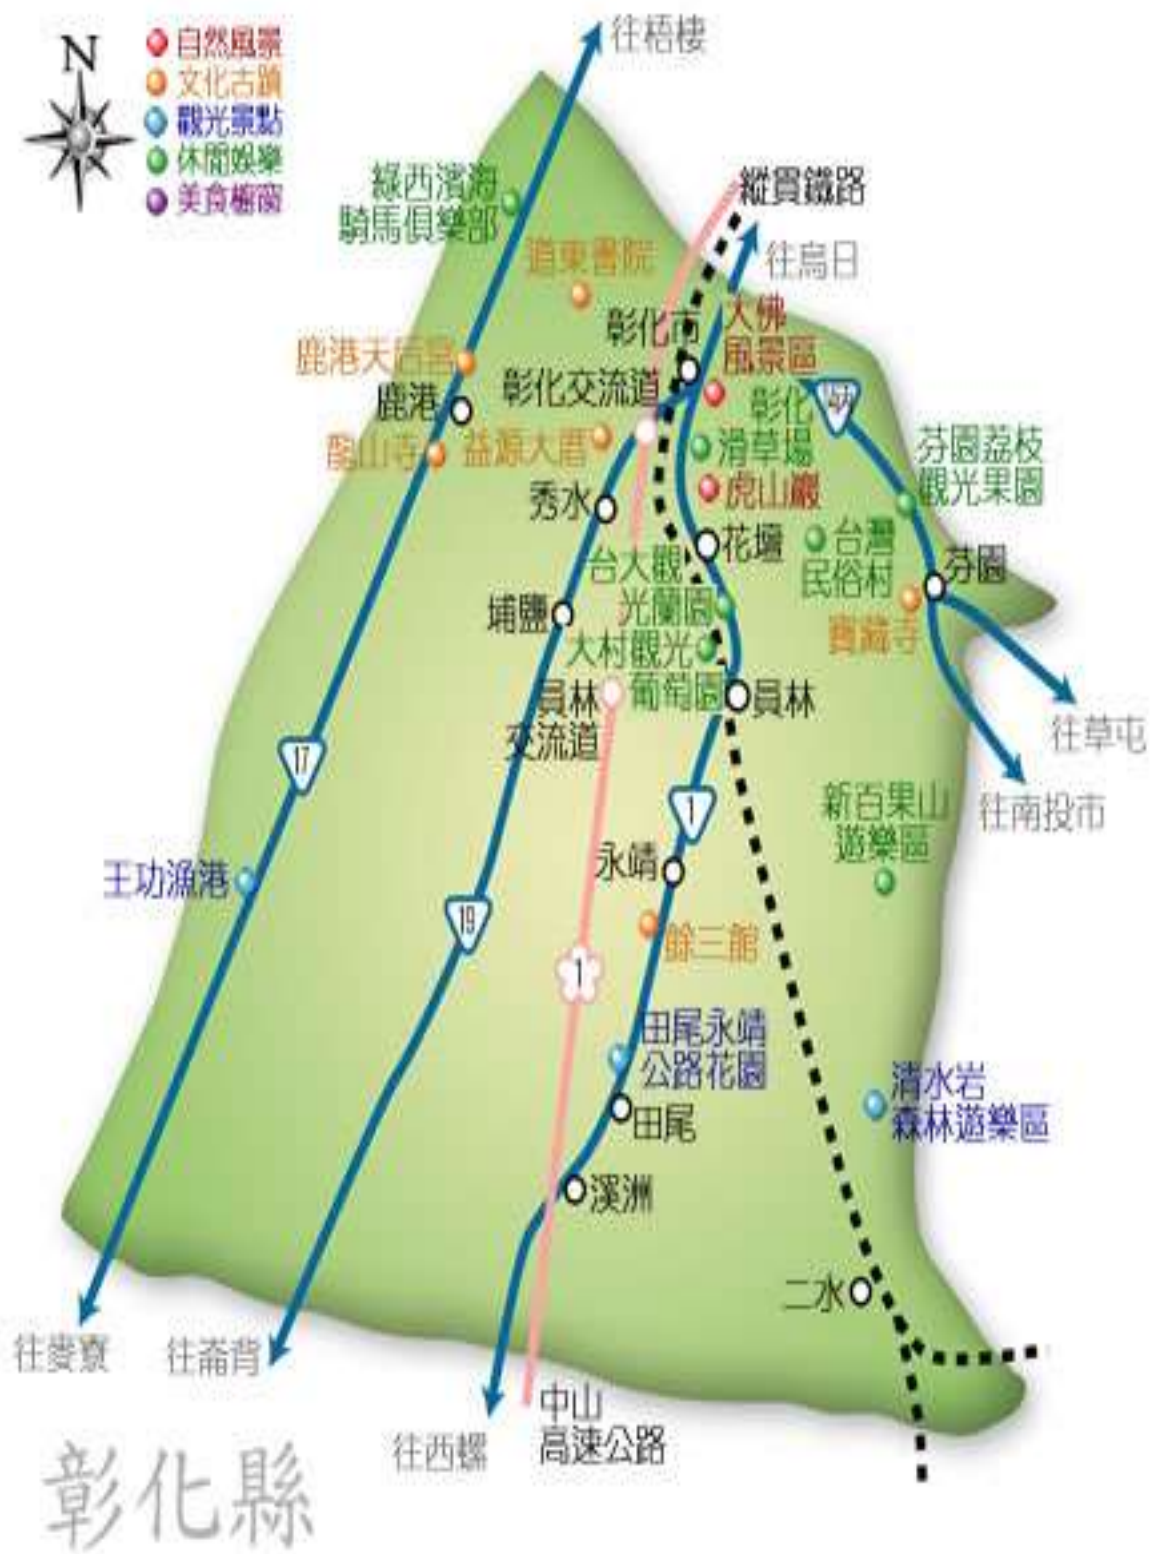 往梧棲
N
自然風景
文化古蹟
觀光景點
休閒娛樂
美食櫥窗
綠西濱海
騎馬俱樂部
縱貫鐵路
往烏日
道東書院
彰化市
大佛
風景區
鹿港天后宮
鹿港
彰化交流道
彰化
滑草場
龍山寺
益源大厝
虎山巖
芬園荔枝
觀光果園
秀水
花壇
台灣
民俗村
芬園
台大觀
光蘭園
寶藏寺
埔鹽
大村觀光
葡萄園
員林
交流道
員林
往草屯
17
1
新百果山
遊樂區
往南投市
永靖
王功漁港
19
餘三館
1
田尾永靖
公路花園
田尾
清水岩
森林遊樂區
溪洲
二水
往麥寮
往崙背
往西螺
中山
高速公路
彰化縣